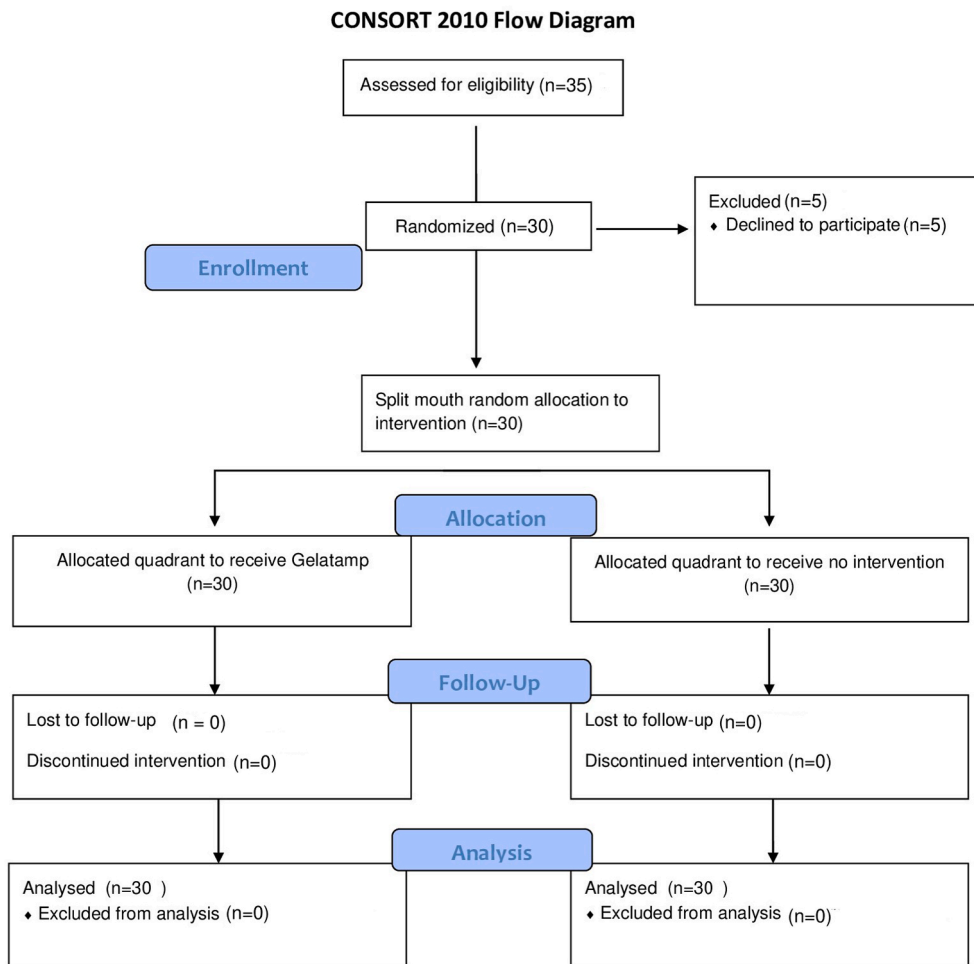 CONSORT 2010 Flow Diagram
Assessed for eligibility (n=35)
Randomized (n=30)
Excluded (n=5)
♦ Declined to participate (n=5)
Enrollment
Split mouth random allocation to
intervention (n=30)
Allocation
Allocated quadrant to receive Gelatamp
(n=30)
Allocated quadrant to receive no intervention
(n=30)
Follow-Up
Lost to follow-up (n = 0)
Discontinued intervention (n=0)
Lost to follow-up (n=0)
Discontinued intervention (n=0)
Analysis
Analysed (n=30 )
♦ Excluded from analysis (n=0)
Analysed (n=30 )
♦ Excluded from analysis (n=0)